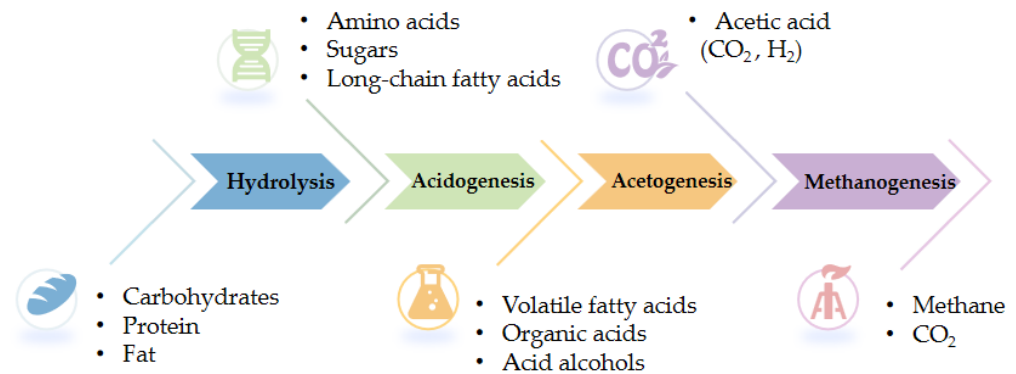 • Amino acids
• Sugars
• Long-chain fatty acids
CO2
• Acetic acid
(CO₂, H₂)
Hydrolysis
Acidogenesis
Acetogenesis
Methanogenesis
• Carbohydrates
• Protein
• Fat
• Volatile fatty acids
• Organic acids
• Acid alcohols
• Methane
• CO₂